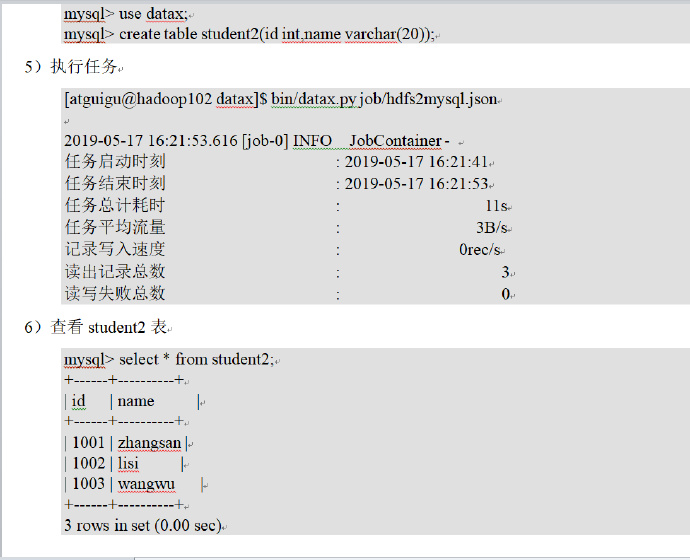 mysql> use datax;
mysql> create table student2(id int,name varchar(20));
5）执行任务
[atguigu@hadoop102 datax]$ bin/datax.py job/hdfs2mysql.json
2019-05-17 16:21:53.616 [job-0] INFO JobContainer -
任务启动时刻 : 2019-05-17 16:21:41
任务结束时刻 : 2019-05-17 16:21:53
任务总计耗时 : 11s
任务平均流量 : 3B/s
记录写入速度 : 0rec/s
读出记录总数 : 3
读写失败总数 : 0
6）查看 student2 表
mysql> select * from student2;
+------+----------+
| id | name |
+------+----------+
| 1001 | zhangsan |
| 1002 | lisi |
| 1003 | wangwu |
+------+----------+
3 rows in set (0.00 sec)